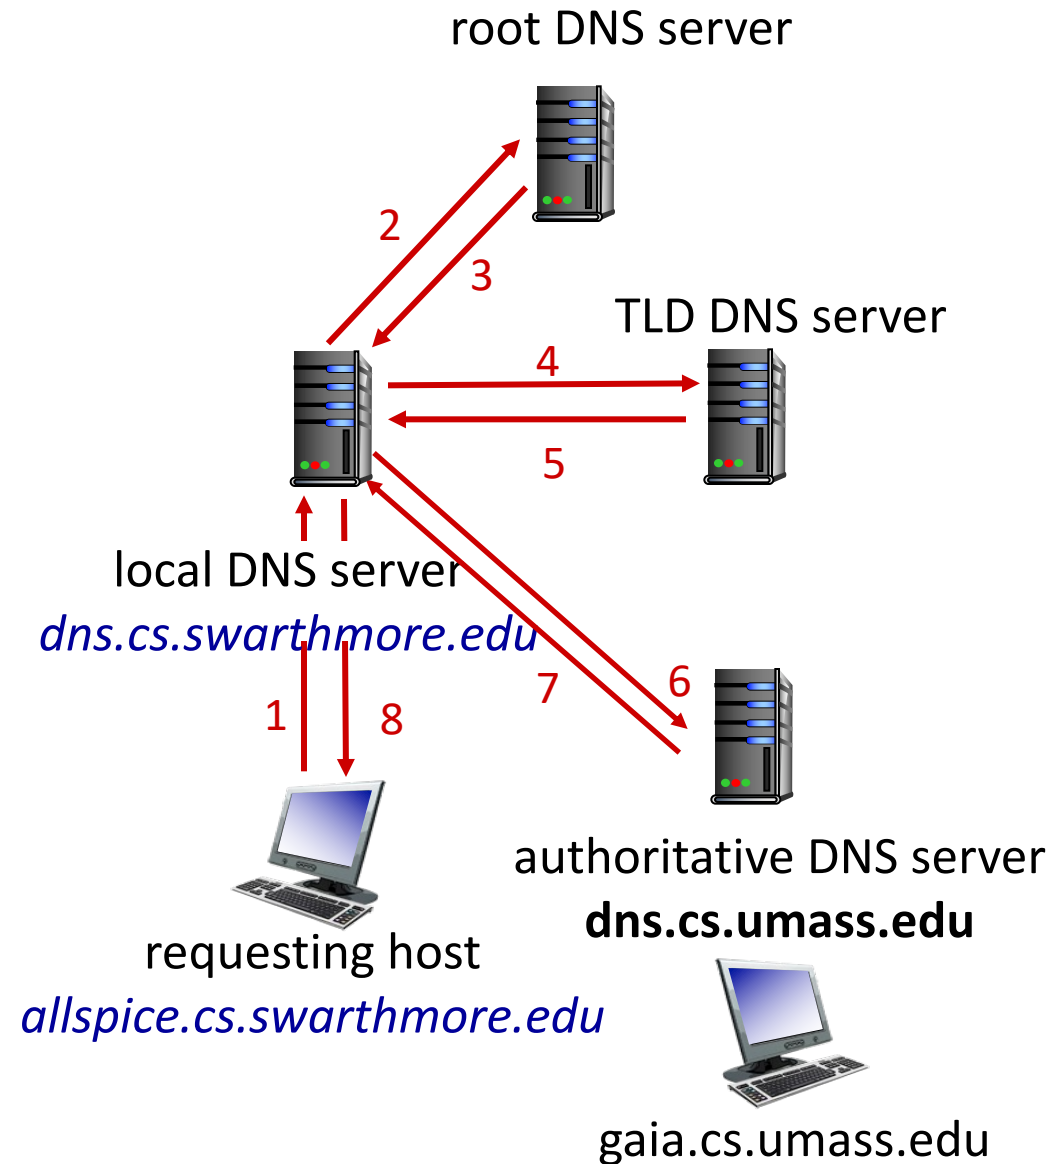 root DNS server
2
3
TLD DNS server
4
5
local DNS server
dns.cs.swarthmore.edu
1
8
7
6
authoritative DNS server
dns.cs.umass.edu
requesting host
allspice.cs.swarthmore.edu
gaia.cs.umass.edu